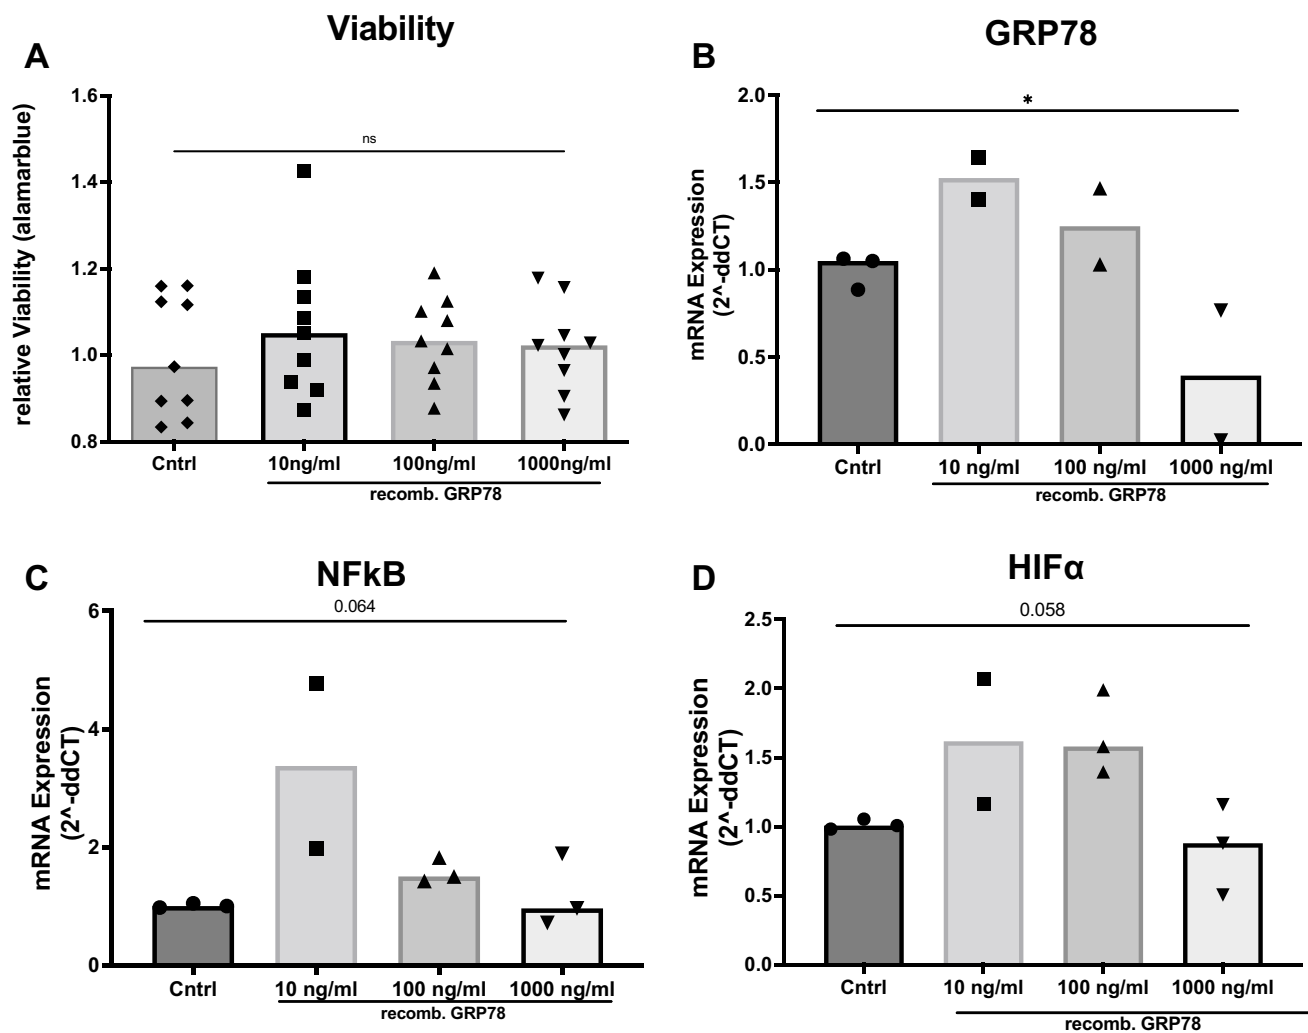 Viability
A
relative Viability (alamarblue)
1.6
1.4
1.2
1.0
0.8
ns
Cntrl
10ng/ml
100ng/ml
1000ng/ml
recomb. GRP78
GRP78
B
mRNA Expression
(2^-ddCT)
2.0
1.5
1.0
0.5
0.0
*
Cntrl
10 ng/ml
100 ng/ml
1000 ng/ml
recomb. GRP78
NFkB
C
mRNA Expression
(2^-ddCT)
6
4
2
0
0.064
Cntrl
10 ng/ml
100 ng/ml
1000 ng/ml
recomb. GRP78
HIFα
D
mRNA Expression
(2^-ddCT)
2.5
2.0
1.5
1.0
0.5
0.0
0.058
Cntrl
10 ng/ml
100 ng/ml
1000 ng/ml
recomb. GRP78